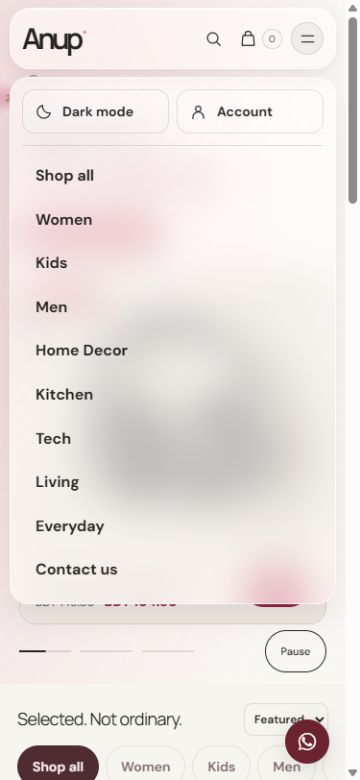 Anup
0
Dark mode
Account
Shop all
Women
Kids
Men
Home Decor
Kitchen
Tech
Living
Everyday
Contact us
Pause
Selected. Not ordinary.
Featured
Shop all
Women
Kids
Men